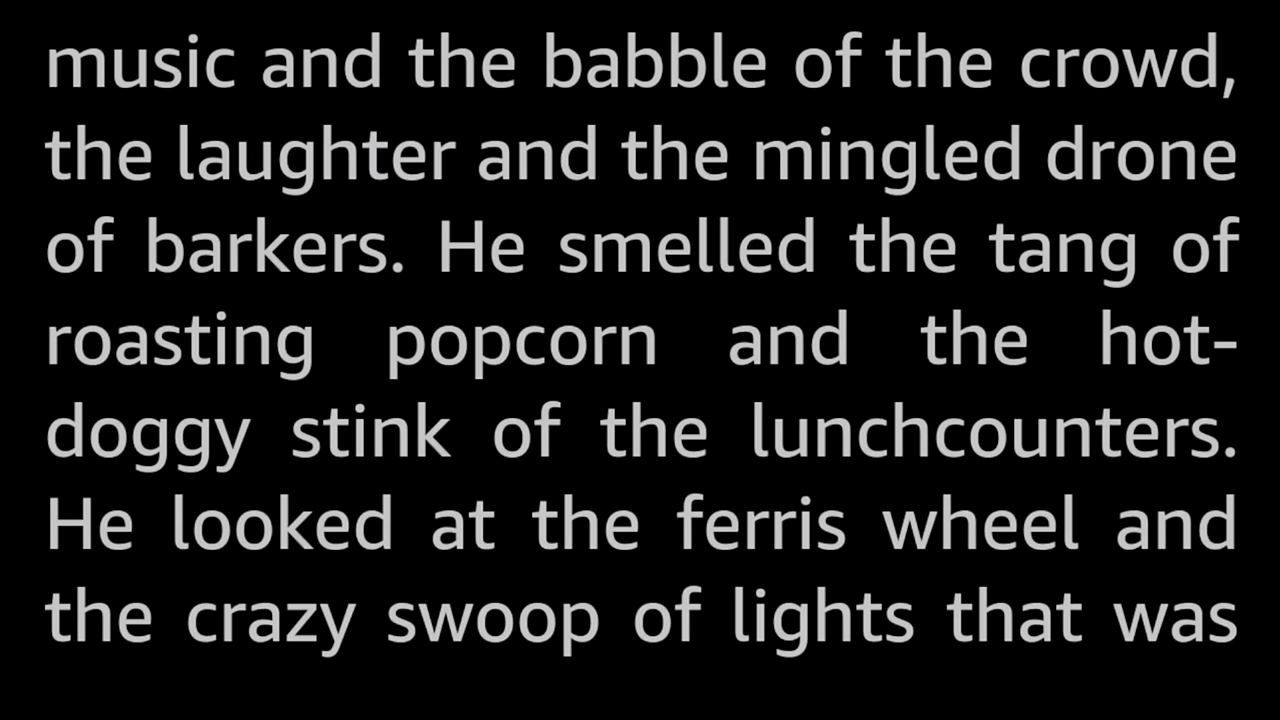 music and the babble of the crowd,
the laughter and the mingled drone
of barkers. He smelled the tang of
roasting popcorn and the hot-
doggy stink of the lunchcounters.
He looked at the ferris wheel and
the crazy swoop of lights that was